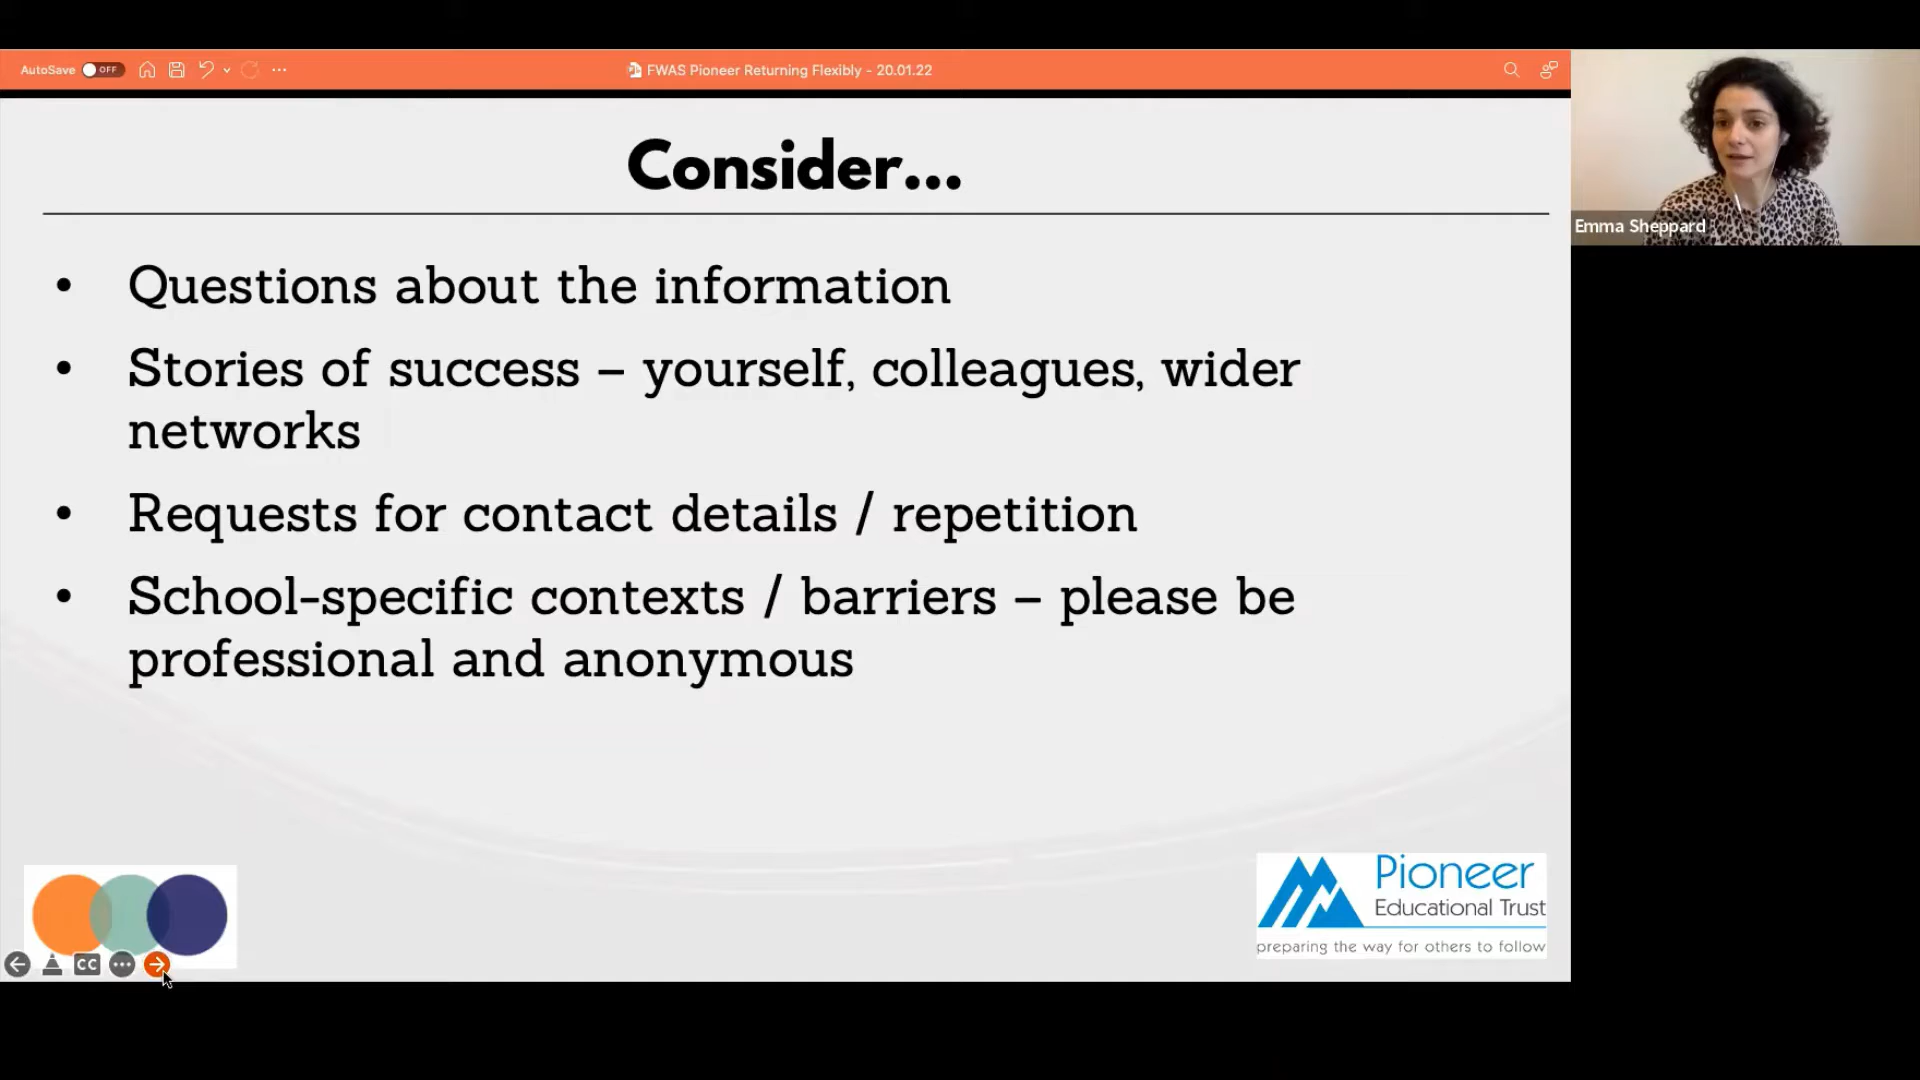 AutoSave OFF
FWAS Pioneer Returning Flexibly - 20.01.22
Consider...
• Questions about the information
• Stories of success – yourself, colleagues, wider
networks
• Requests for contact details / repetition
• School-specific contexts / barriers – please be
professional and anonymous
Emma Sheppard
Pioneer
Educational Trust
preparing the way for others to follow
CC